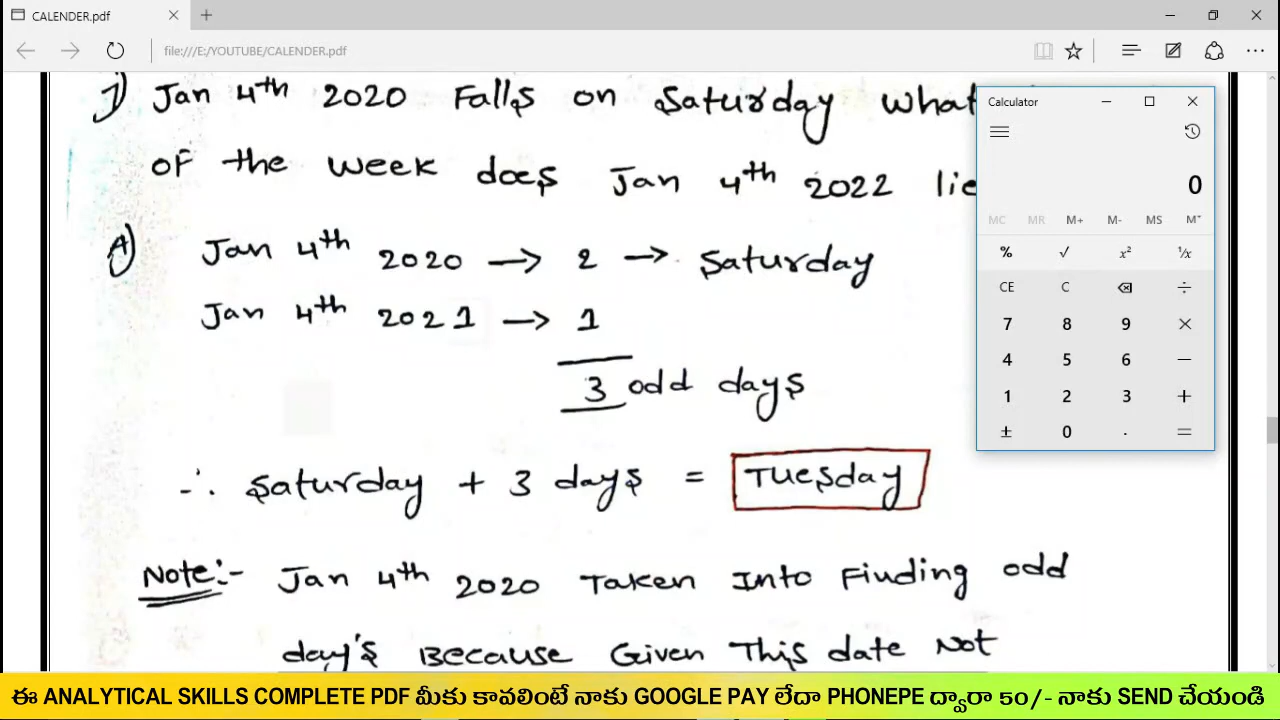 CALENDER.pdf
file:///E:/YOUTUBE/CALENDER.pdf
1) Jan 4th 2020 Falls on Saturday what
of the week does Jan 4th 2022 lie
A) Jan 4th 2020 → 2 → Saturday
Jan 4th 2021 → 1
3 odd days
∴ Saturday + 3 days = Tuesday
Note:- Jan 4th 2020 Taken Into Finding odd
day's Because Given This date Not
Calculator
0
MC MR M+ M- MS M˅
% √ x² ¹/x
CE C ⌫ ÷
7 8 9 ×
4 5 6 −
1 2 3 +
± 0 . =
ఈ ANALYTICAL SKILLS COMPLETE PDF మీకు కావలింటే నాకు GOOGLE PAY లేదా PHONEPE ద్వారా 50/- నాకు SEND చేయండి